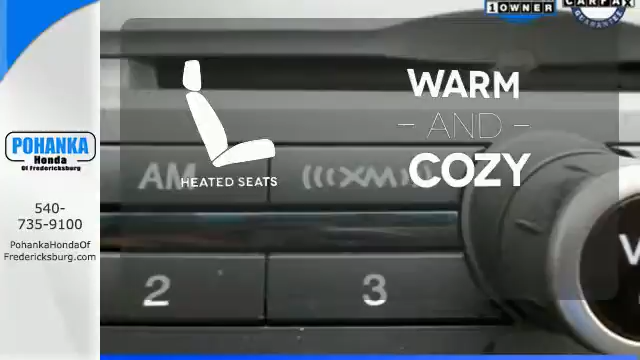 1 OWNER
CARFAX
GUARANTEE
POHANKA
Honda
Of Fredericksburg
540-
735-9100
PohankaHondaOf
Fredericksburg.com
WARM
AND
COZY
HEATED SEATS
AM
XM
2
3
V